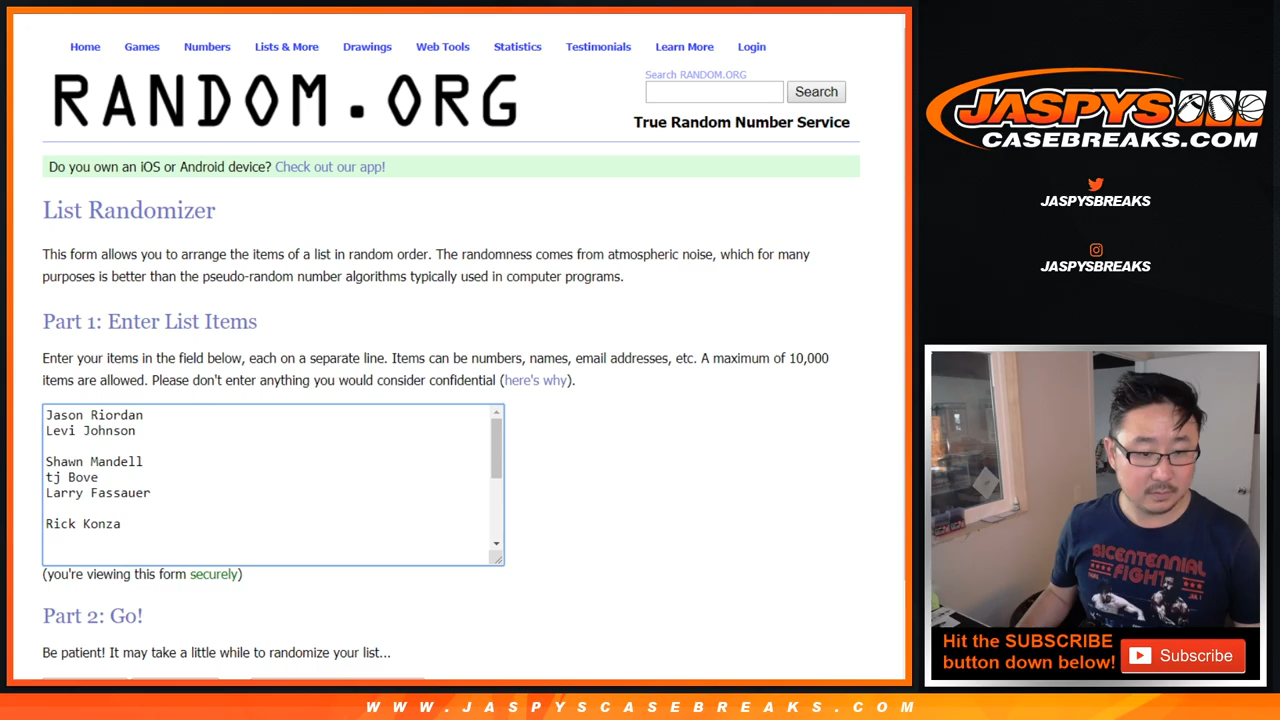 Home Games Numbers Lists & More Drawings Web Tools Statistics Testimonials Learn More Login
RANDOM.ORG
Search RANDOM.ORG
Search
True Random Number Service
Do you own an iOS or Android device? Check out our app!
List Randomizer
This form allows you to arrange the items of a list in random order. The randomness comes from atmospheric noise, which for many
purposes is better than the pseudo-random number algorithms typically used in computer programs.
Part 1: Enter List Items
Enter your items in the field below, each on a separate line. Items can be numbers, names, email addresses, etc. A maximum of 10,000
items are allowed. Please don't enter anything you would consider confidential (here's why).
Jason Riordan
Levi Johnson
Shawn Mandell
tj Bove
Larry Fassauer
Rick Konza
(you're viewing this form securely)
Part 2: Go!
Be patient! It may take a little while to randomize your list...
JASPYS
CASEBREAKS.COM
JASPYSBREAKS
JASPYSBREAKS
BICENTENNIAL
FIGHT
Hit the SUBSCRIBE
button down below!
Subscribe
WWW.JASPYSCASEBREAKS.COM